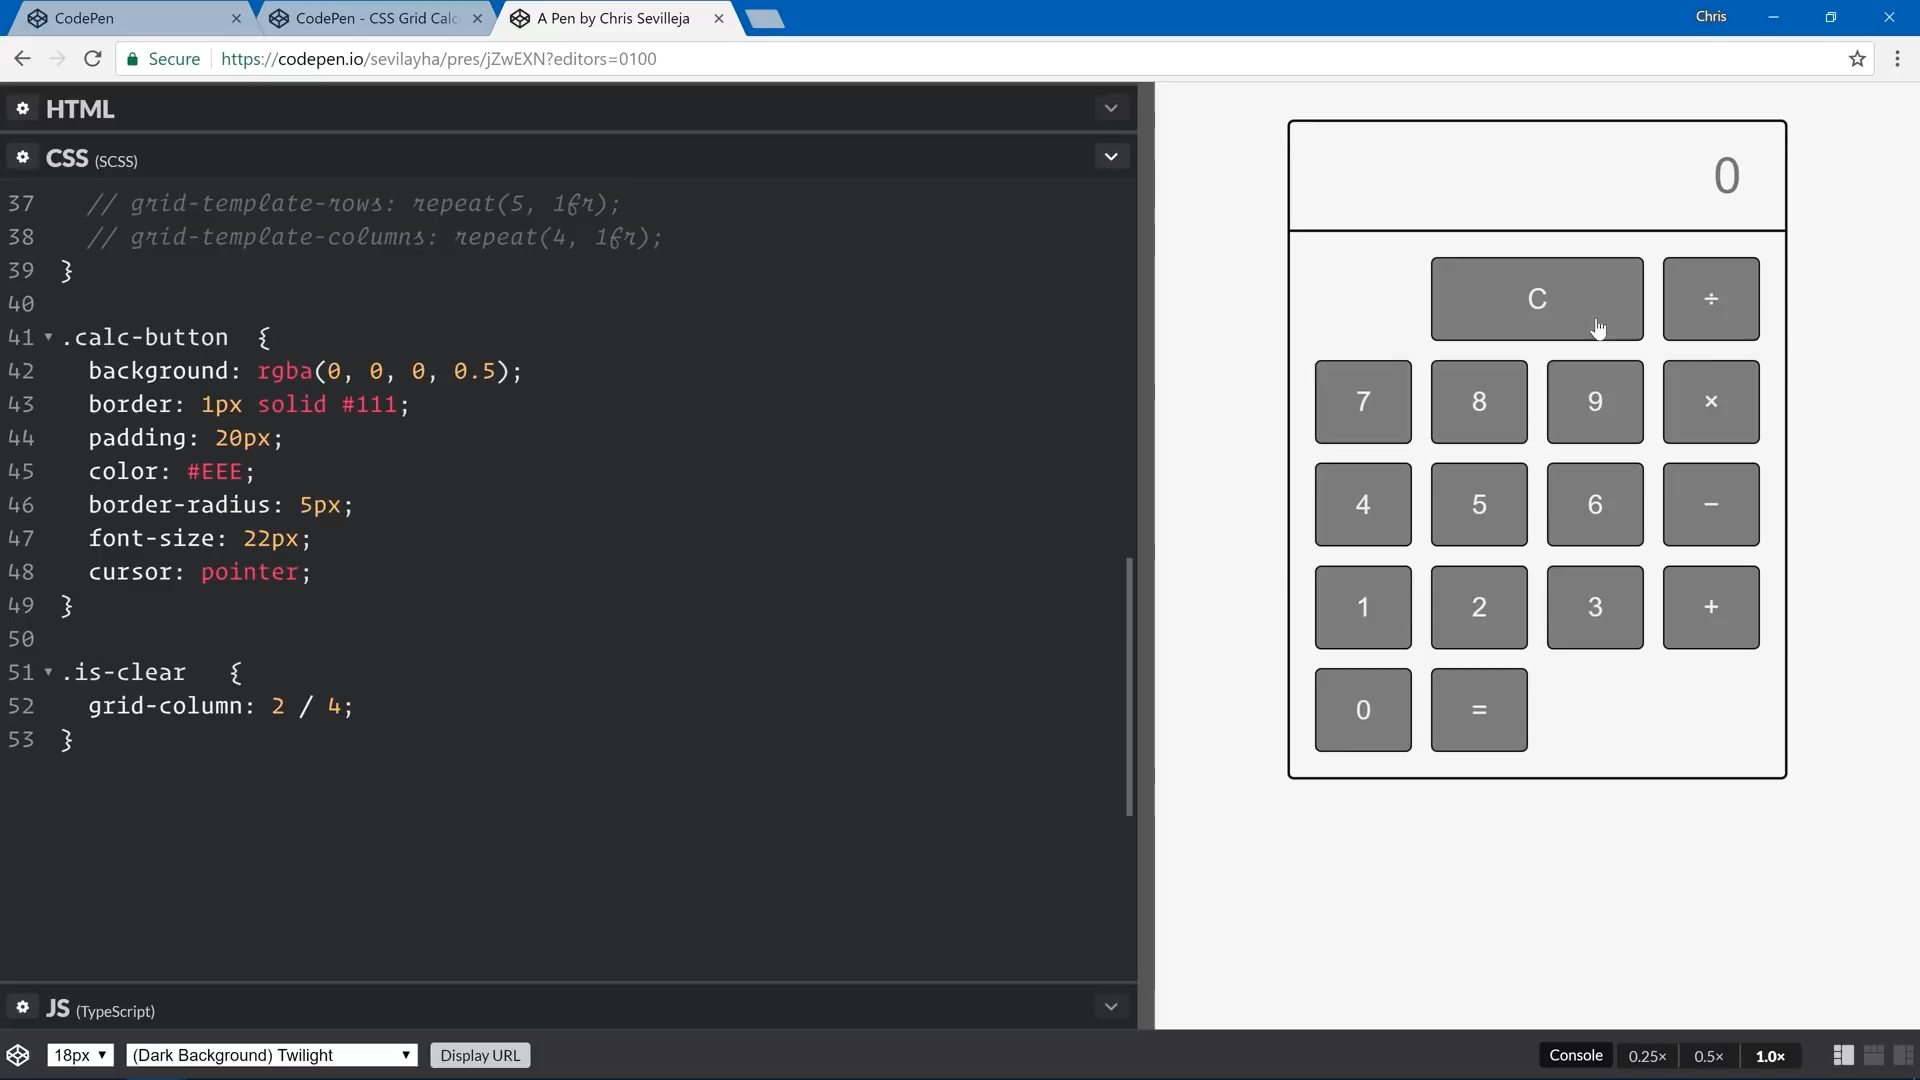 CodePen
CodePen - CSS Grid Calc
A Pen by Chris Sevilleja
Chris
Secure
https://codepen.io/sevilayha/pres/jZwEXN?editors=0100
HTML
CSS (SCSS)
37 // grid-template-rows: repeat(5, 1fr);
38 // grid-template-columns: repeat(4, 1fr);
39 }
40
41 .calc-button {
42 background: rgba(0, 0, 0, 0.5);
43 border: 1px solid #111;
44 padding: 20px;
45 color: #EEE;
46 border-radius: 5px;
47 font-size: 22px;
48 cursor: pointer;
49 }
50
51 .is-clear {
52 grid-column: 2 / 4;
53 }
0
C ÷
7 8 9 ×
4 5 6 −
1 2 3 +
0 =
JS (TypeScript)
18px (Dark Background) Twilight Display URL Console 0.25× 0.5× 1.0×